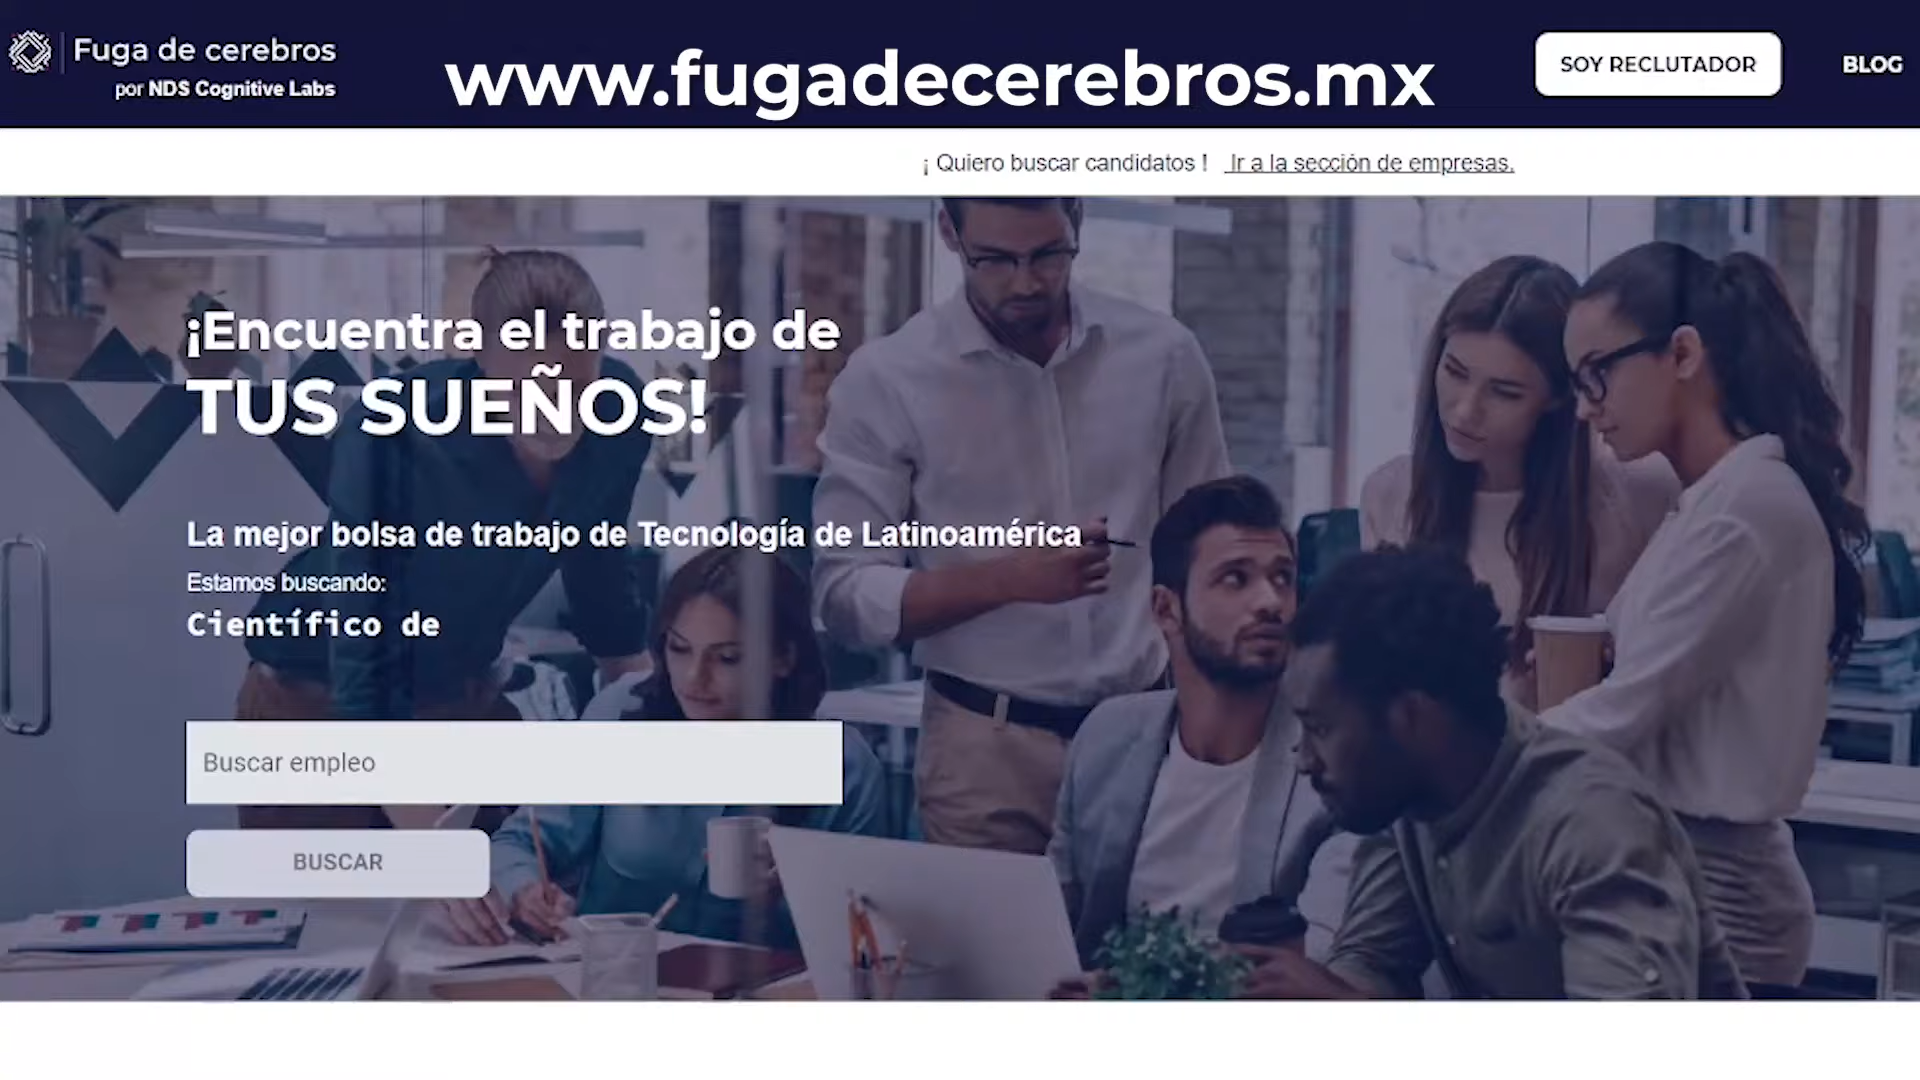 Fuga de cerebros
por NDS Cognitive Labs
www.fugadecerebros.mx
SOY RECLUTADOR
BLOG
¡ Quiero buscar candidatos ! Ir a la sección de empresas.
¡Encuentra el trabajo de
TUS SUEÑOS!
La mejor bolsa de trabajo de Tecnología de Latinoamérica
Estamos buscando:
Científico de
Buscar empleo
BUSCAR